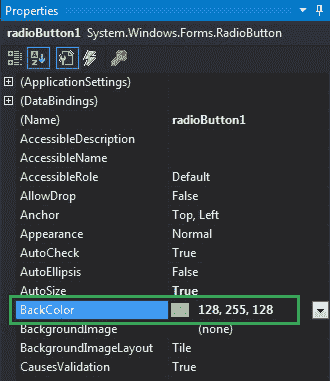 Properties
radioButton1 System.Windows.Forms.RadioButton
(ApplicationSettings)
(DataBindings)
(Name) radioButton1
AccessibleDescription
AccessibleName
AccessibleRole Default
AllowDrop False
Anchor Top, Left
Appearance Normal
AutoCheck True
AutoEllipsis False
AutoSize True
BackColor 128, 255, 128
BackgroundImage (none)
BackgroundImageLayout Tile
CausesValidation True